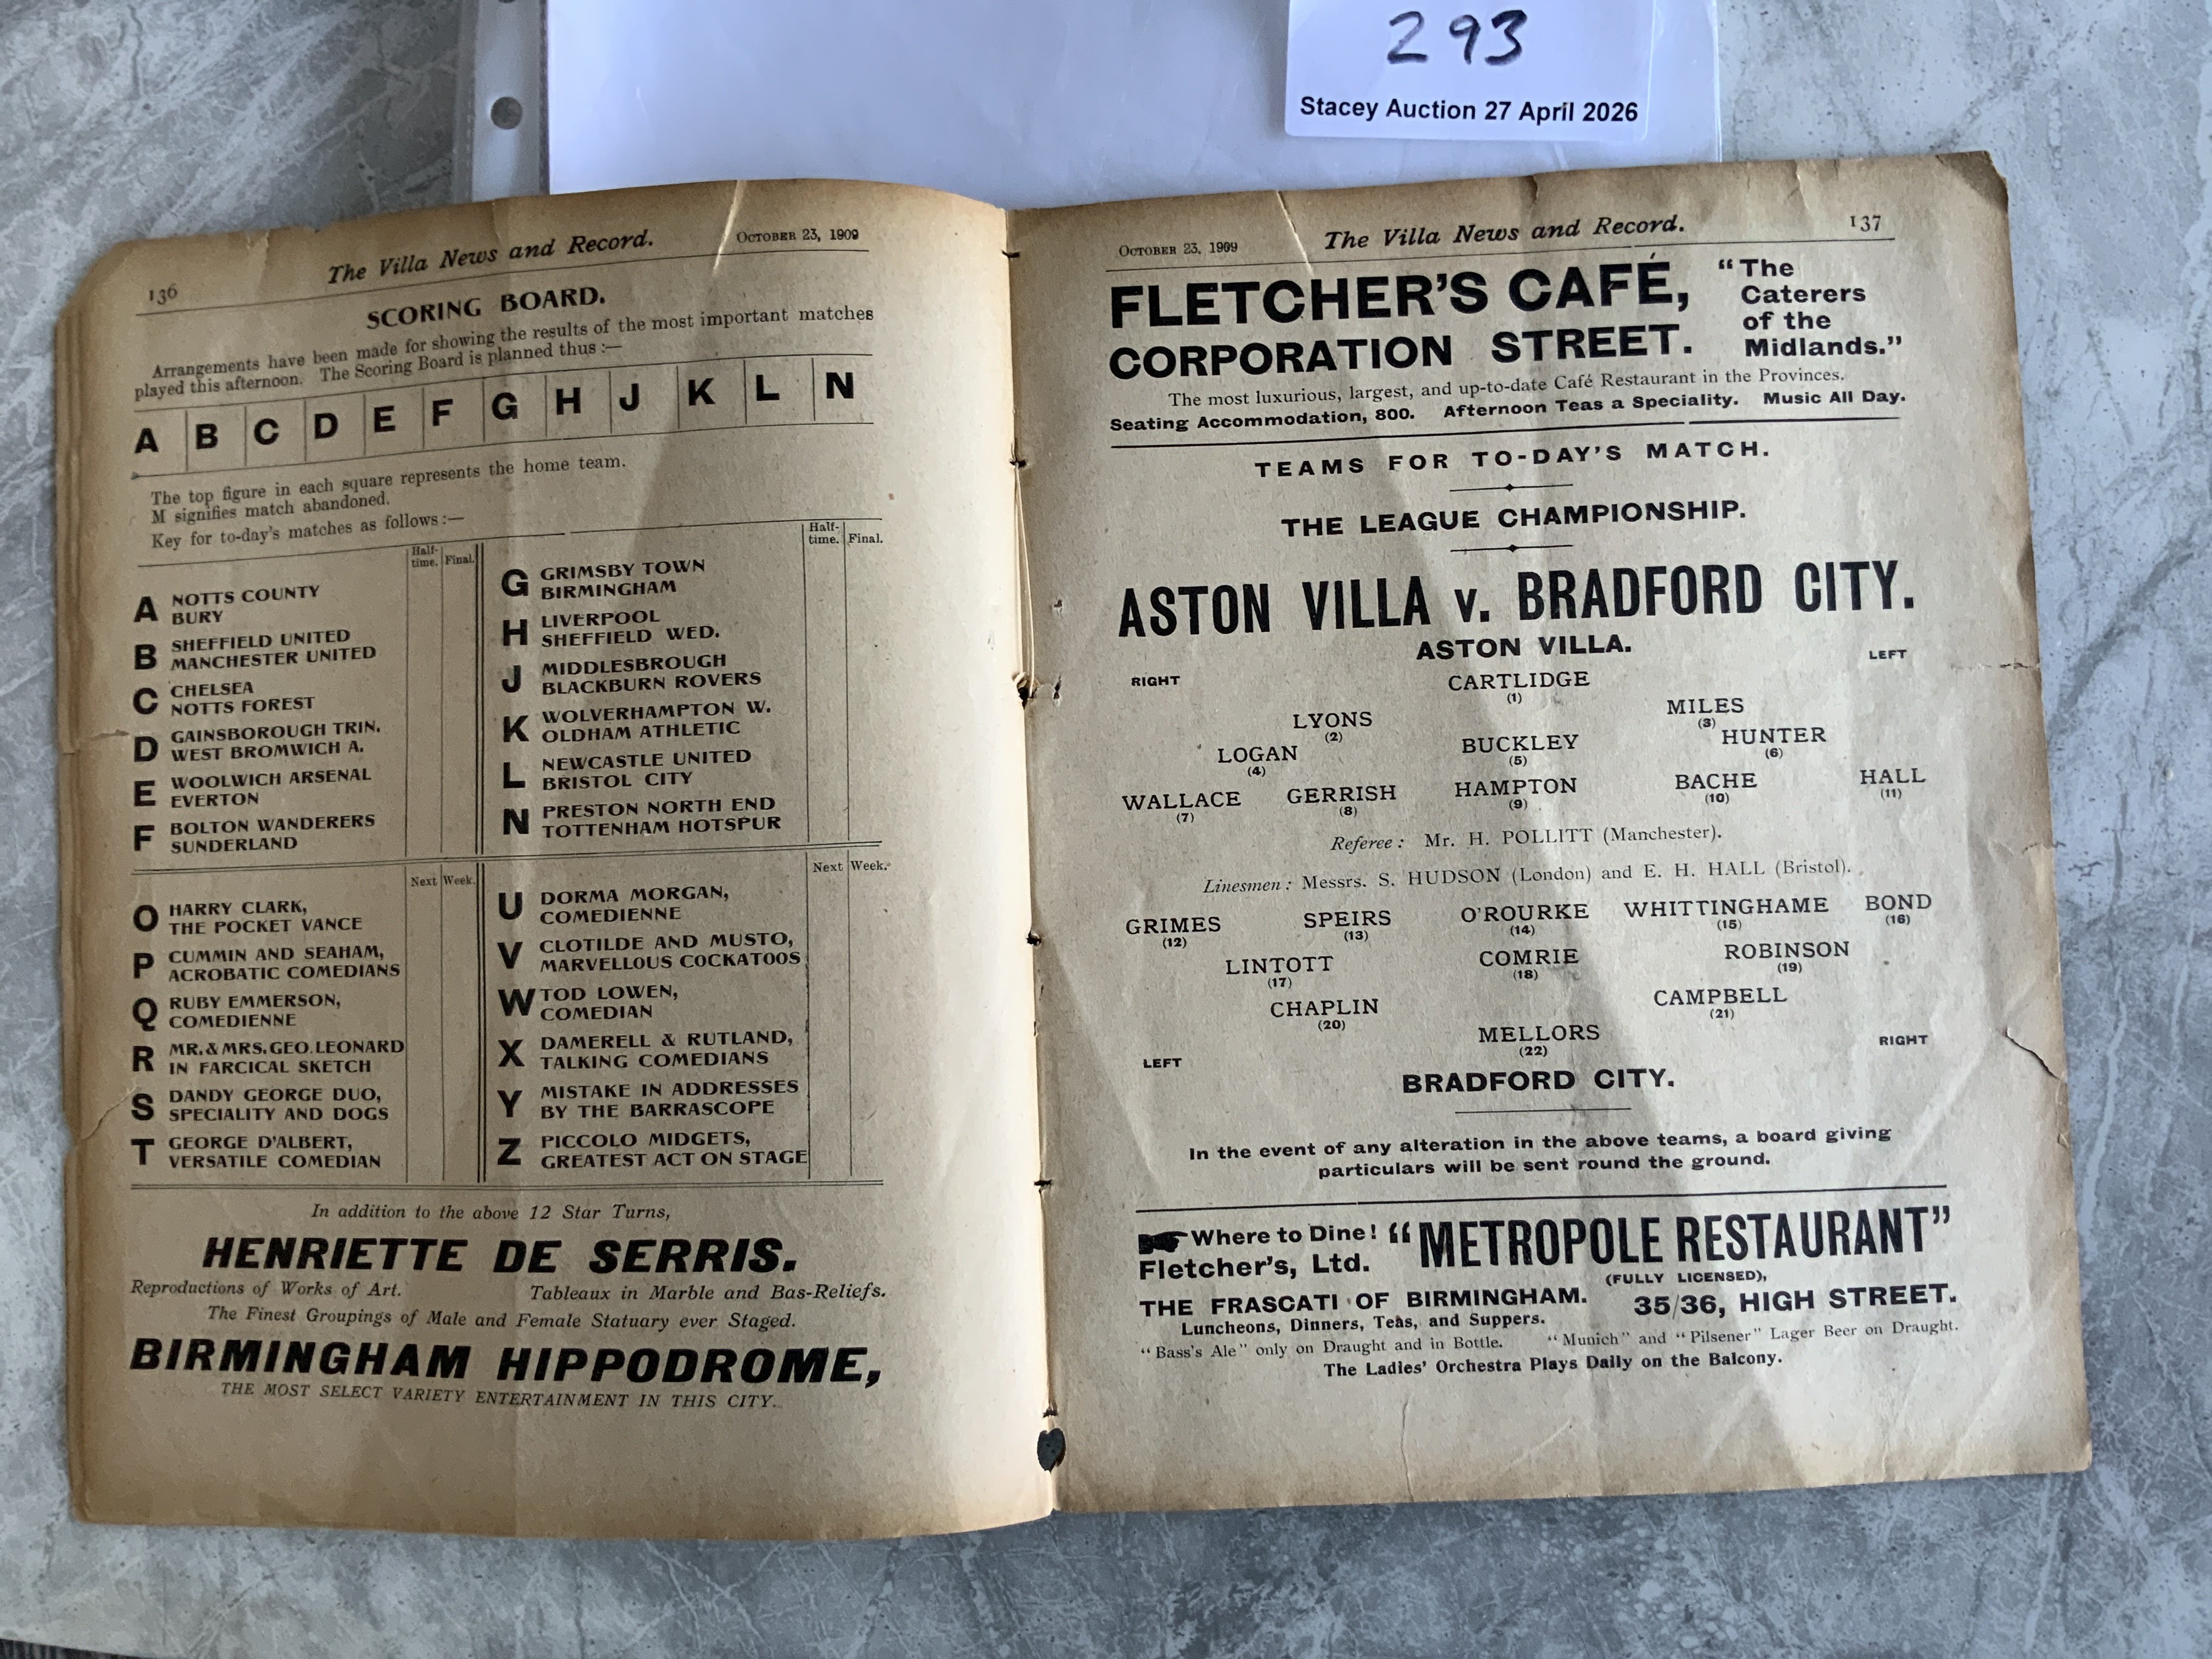 293
Stacey Auction 27 April 2026
136
The Villa News and Record.
OCTOBER 23, 1909
SCORING BOARD.
Arrangements have been made for showing the results of the most important matches
played this afternoon. The Scoring Board is planned thus :—
A B C D E F G H J K L N
The top figure in each square represents the home team.
M signifies match abandoned.
Key for to-day's matches as follows :—
Half-time. Final.
A NOTTS COUNTY
BURY
B SHEFFIELD UNITED
MANCHESTER UNITED
C CHELSEA
NOTTS FOREST
D GAINSBOROUGH TRIN.
WEST BROMWICH A.
E WOOLWICH ARSENAL
EVERTON
F BOLTON WANDERERS
SUNDERLAND
Half-time. Final.
G GRIMSBY TOWN
BIRMINGHAM
H LIVERPOOL
SHEFFIELD WED.
J MIDDLESBROUGH
BLACKBURN ROVERS
K WOLVERHAMPTON W.
OLDHAM ATHLETIC
L NEWCASTLE UNITED
BRISTOL CITY
N PRESTON NORTH END
TOTTENHAM HOTSPUR
Next Week.
O HARRY CLARK,
THE POCKET VANCE
P CUMMIN AND SEAHAM,
ACROBATIC COMEDIANS
Q RUBY EMMERSON,
COMEDIENNE
R MR. & MRS. GEO. LEONARD
IN FARCICAL SKETCH
S DANDY GEORGE DUO,
SPECIALITY AND DOGS
T GEORGE D'ALBERT,
VERSATILE COMEDIAN
Next Week.
U DORMA MORGAN,
COMEDIENNE
V CLOTILDE AND MUSTO,
MARVELLOUS COCKATOOS
W TOD LOWEN,
COMEDIAN
X DAMERELL & RUTLAND,
TALKING COMEDIANS
Y MISTAKE IN ADDRESSES
BY THE BARRASCOPE
Z PICCOLO MIDGETS,
GREATEST ACT ON STAGE
In addition to the above 12 Star Turns,
HENRIETTE DE SERRIS.
Reproductions of Works of Art. Tableaux in Marble and Bas-Reliefs.
The Finest Groupings of Male and Female Statuary ever Staged.
BIRMINGHAM HIPPODROME,
THE MOST SELECT VARIETY ENTERTAINMENT IN THIS CITY.
OCTOBER 23, 1909
The Villa News and Record.
137
FLETCHER'S CAFÉ,
CORPORATION STREET.
"The
Caterers
of the
Midlands."
The most luxurious, largest, and up-to-date Café Restaurant in the Provinces.
Seating Accommodation, 800. Afternoon Teas a Speciality. Music All Day.
TEAMS FOR TO-DAY'S MATCH.
THE LEAGUE CHAMPIONSHIP.
ASTON VILLA v. BRADFORD CITY.
ASTON VILLA.
RIGHT LEFT
CARTLIDGE
(1)
LYONS MILES
(2) (3)
LOGAN BUCKLEY HUNTER
(4) (5) (6)
WALLACE GERRISH HAMPTON BACHE HALL
(7) (8) (9) (10) (11)
Referee : Mr. H. POLLITT (Manchester).
Linesmen : Messrs. S. HUDSON (London) and E. H. HALL (Bristol).
GRIMES SPEIRS O'ROURKE WHITTINGHAME BOND
(12) (13) (14) (15) (16)
LINTOTT COMRIE ROBINSON
(17) (18) (19)
CHAPLIN CAMPBELL
(20) (21)
MELLORS
(22)
LEFT RIGHT
BRADFORD CITY.
In the event of any alteration in the above teams, a board giving
particulars will be sent round the ground.
Where to Dine! "METROPOLE RESTAURANT"
Fletcher's, Ltd.
(FULLY LICENSED),
THE FRASCATI OF BIRMINGHAM. 35/36, HIGH STREET.
Luncheons, Dinners, Teas, and Suppers.
"Bass's Ale" only on Draught and in Bottle. "Munich" and "Pilsener" Lager Beer on Draught.
The Ladies' Orchestra Plays Daily on the Balcony.